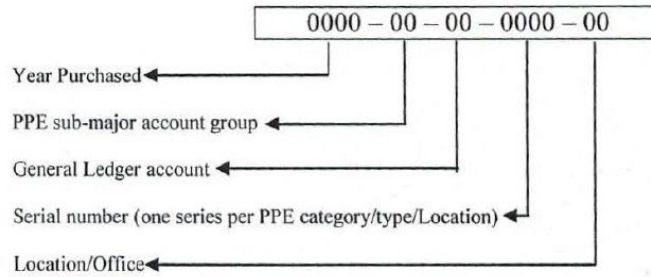 0000 – 00 – 00 – 0000 – 00
Year Purchased
PPE sub-major account group
General Ledger account
Serial number (one series per PPE category/type/Location)
Location/Office